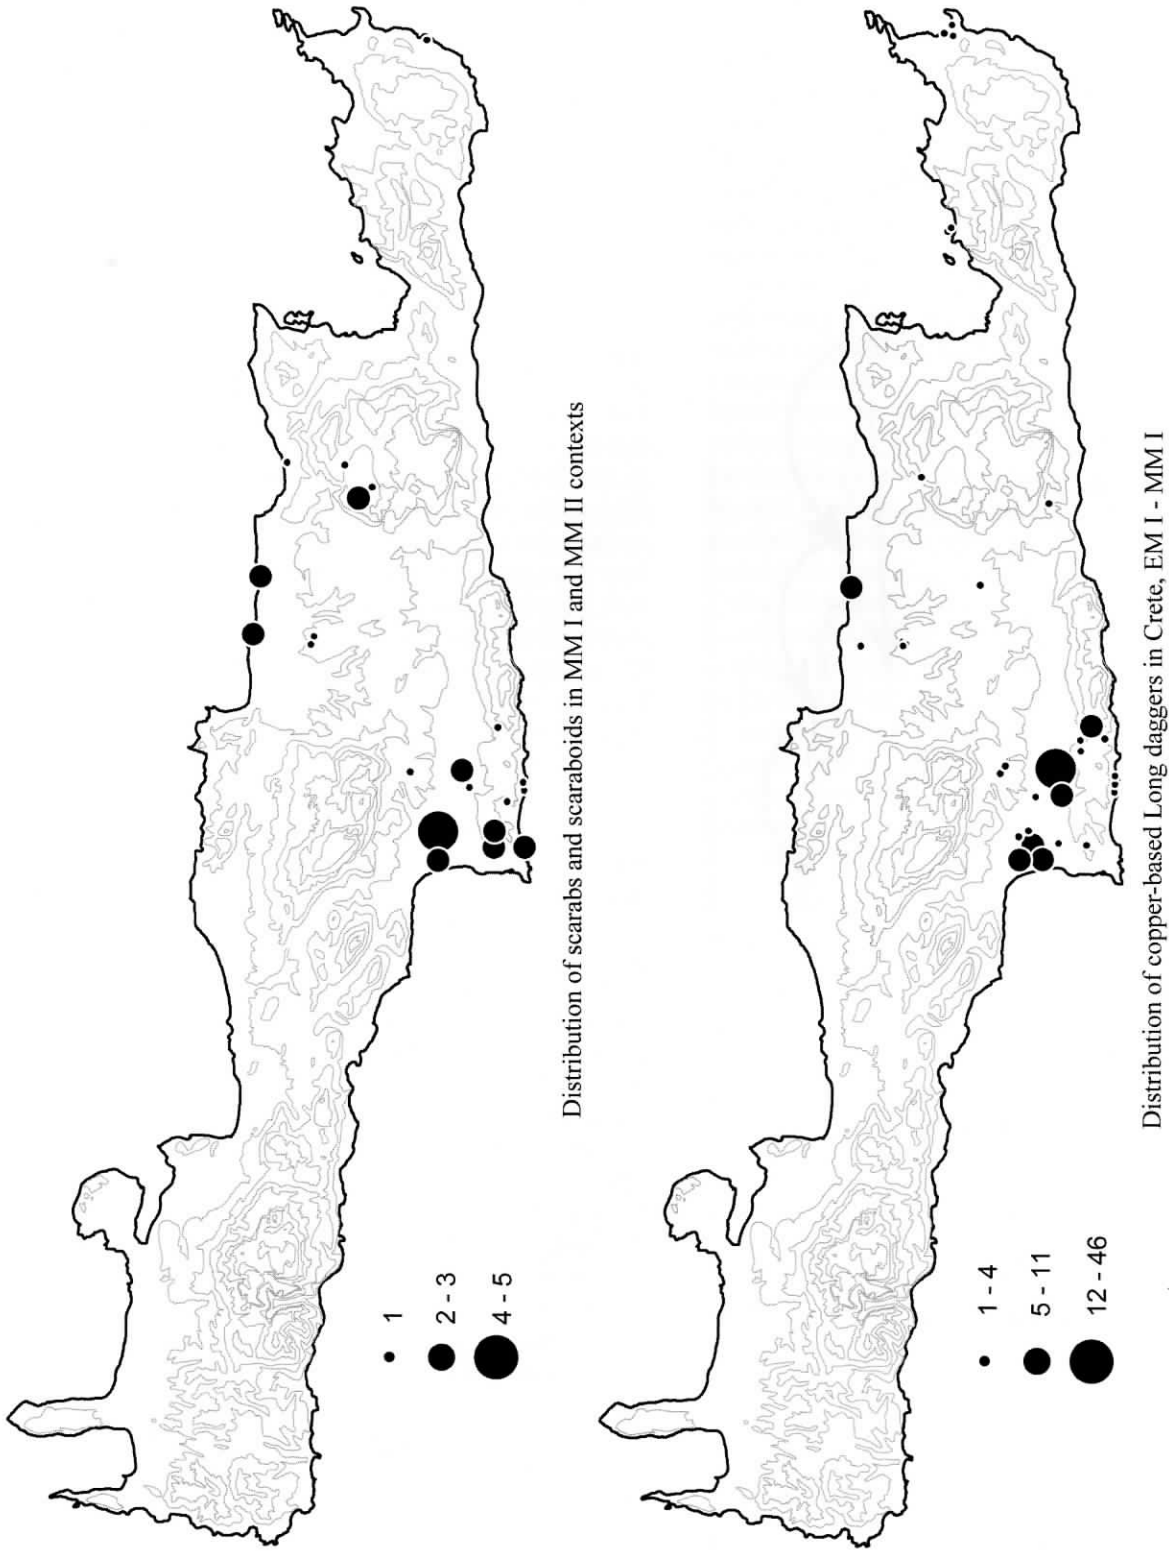 1
2 - 3
4 - 5
Distribution of scarabs and scaraboids in MM I and MM II contexts
1 - 4
5 - 11
12 - 46
Distribution of copper-based Long daggers in Crete, EM I - MM I